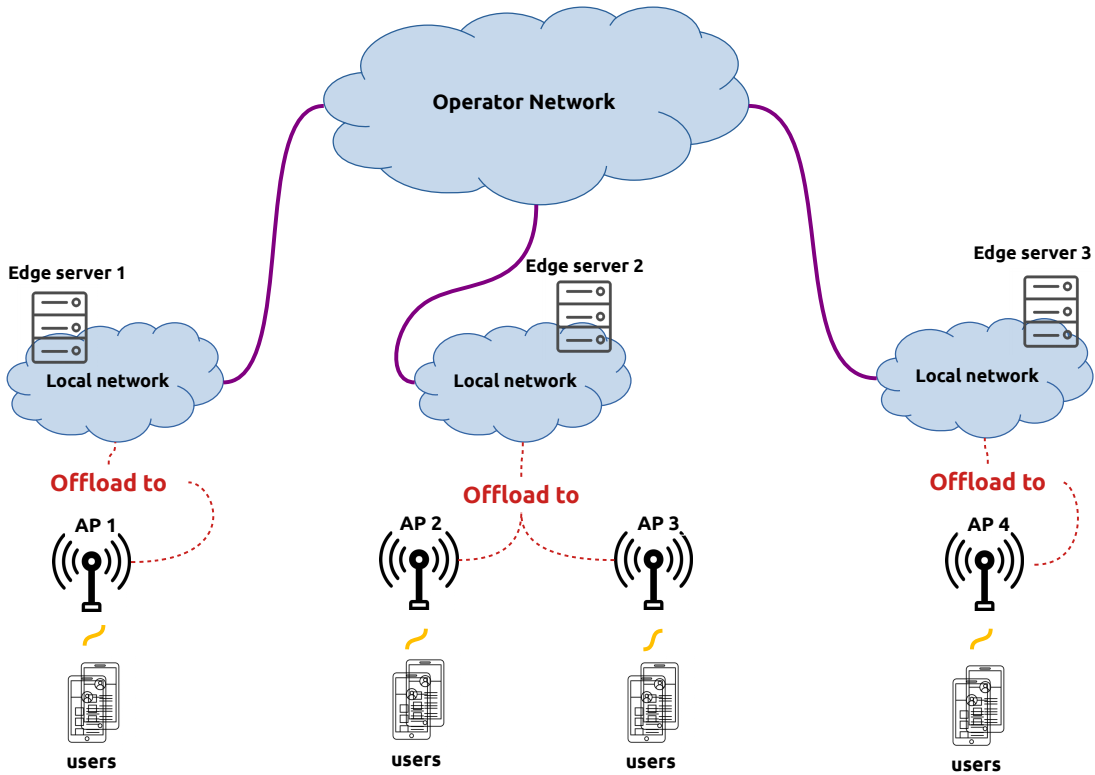 Operator Network
Edge server 1
Edge server 2
Edge server 3
Local network
Local network
Local network
Offload to
Offload to
Offload to
AP 1
AP 2
AP 3
AP 4
users
users
users
users